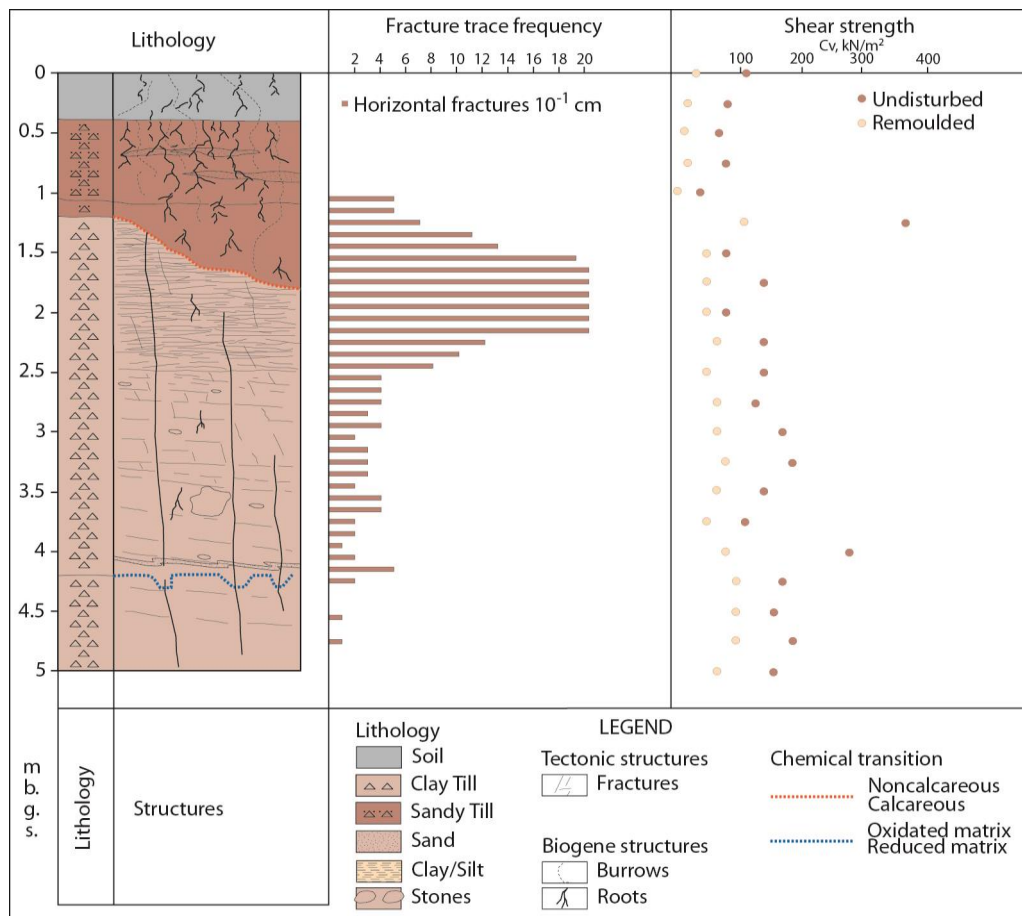 Lithology
Fracture trace frequency
2 4 6 8 10 12 14 16 18 20
Shear strength
Cv, kN/m²
100 200 300 400
Horizontal fractures 10⁻¹ cm
Undisturbed
Remoulded
0
0.5
1
1.5
2
2.5
3
3.5
4
4.5
5
m
b.
g.
s.
Lithology
Structures
LEGEND
Lithology
Soil
Clay Till
Sandy Till
Sand
Clay/Silt
Stones
Tectonic structures
Fractures
Biogene structures
Burrows
Roots
Chemical transition
Noncalcareous
Calcareous
Oxidated matrix
Reduced matrix